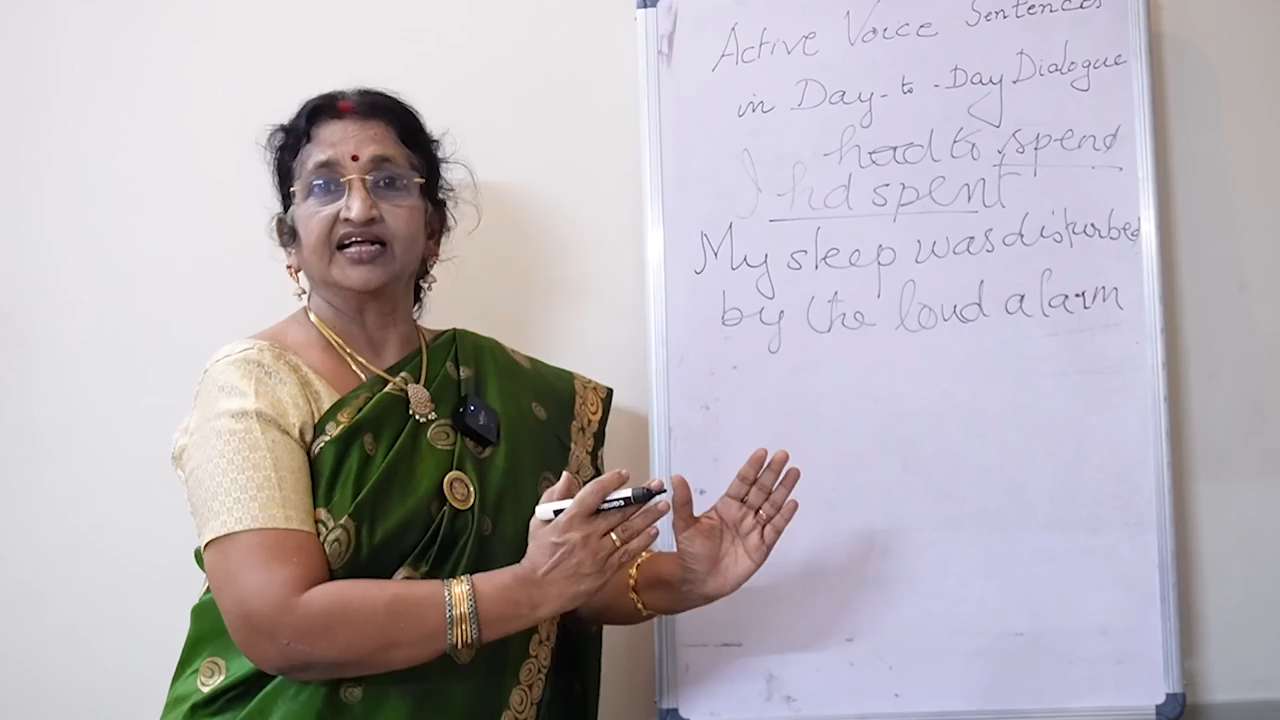 Active Voice Sentences
in Day-to-Day Dialogue
had to spend
I hd spent
My sleep was disturbed
by the loud alarm